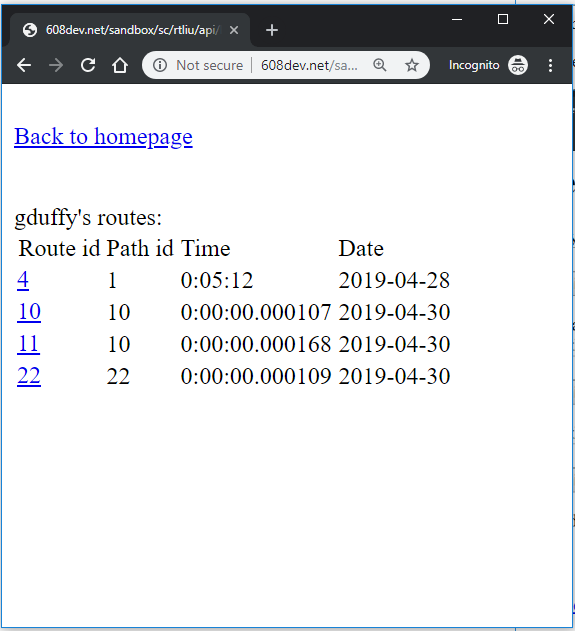 608dev.net/sandbox/sc/rtliu/api/
Not secure | 608dev.net/sa... Incognito
Back to homepage
gduffy's routes:
Route id Path id Time Date
4 1 0:05:12 2019-04-28
10 10 0:00:00.000107 2019-04-30
11 10 0:00:00.000168 2019-04-30
22 22 0:00:00.000109 2019-04-30